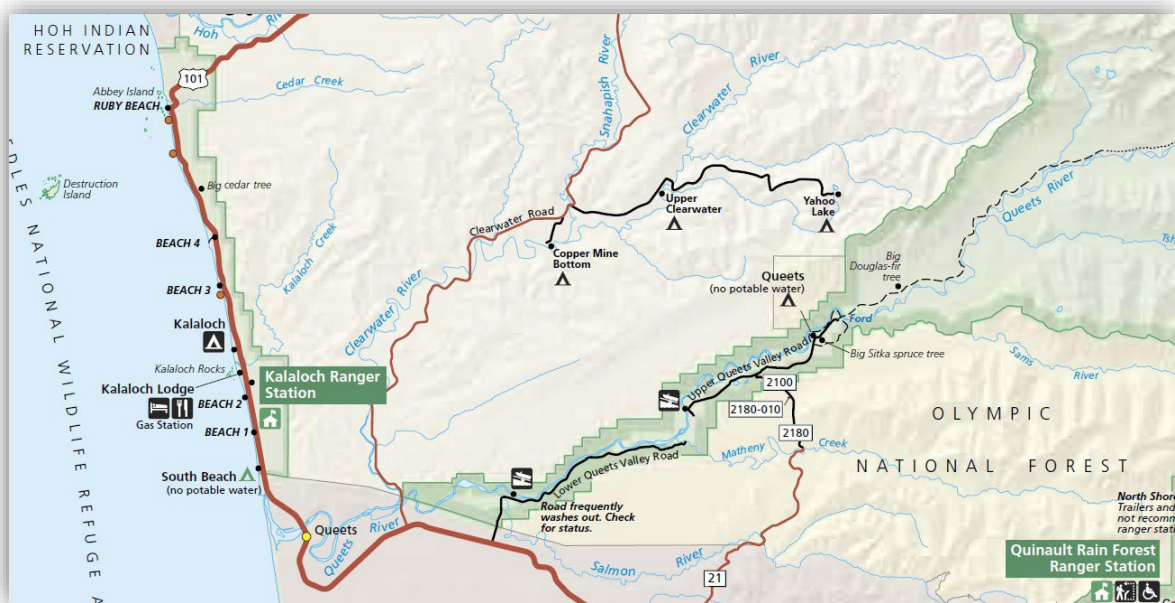 HOH INDIAN
RESERVATION
Hoh
River
101
Cedar Creek
Abbey Island
RUBY BEACH
Snahapish River
Clearwater River
Destruction
Island
Big cedar tree
Upper
Clearwater
Yahoo
Lake
Queets River
Clearwater Road
Kalaloch Creek
BEACH 4
Copper Mine
Bottom
Big
Douglas-fir
tree
Queets
(no potable water)
BEACH 3
Clearwater River
Ford
Kalaloch
Upper Queets Valley Road
Big Sitka spruce tree
Sams
River
Kalaloch Rocks
Kalaloch Ranger
Station
Kalaloch Lodge
Gas Station
BEACH 2
2100
2180-010
2180
OLYMPIC
NATIONAL FOREST
BEACH 1
Matheny Creek
Lower Queets Valley Road
South Beach
(no potable water)
Road frequently
washes out. Check
for status.
Queets
Queets River
Salmon River
21
North Shor
Trailers and
not recomm
ranger stati
Quinault Rain Forest
Ranger Station
DLES NATIONAL WILDLIFE REFUGE A